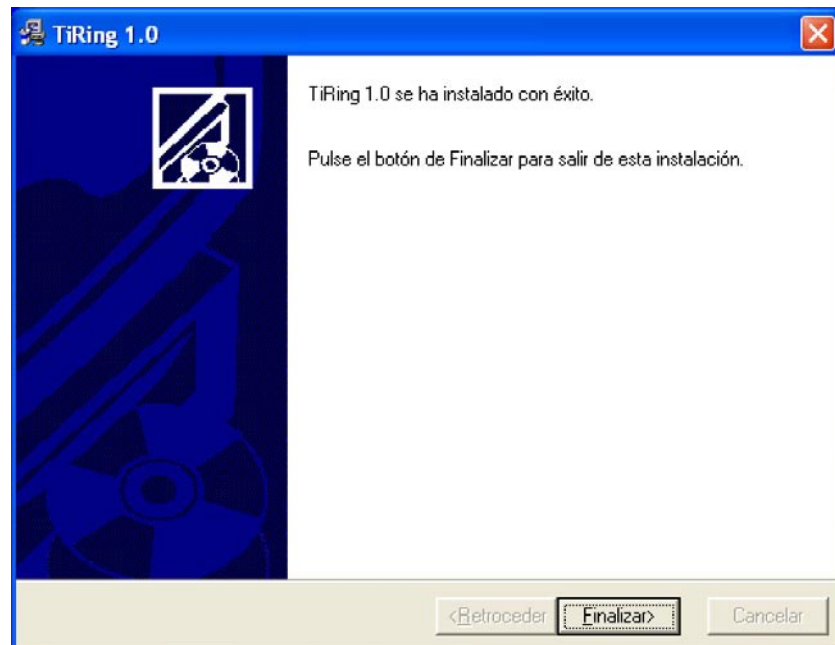 TiRing 1.0
TiRing 1.0 se ha instalado con éxito.
Pulse el botón de Finalizar para salir de esta instalación.
<Retroceder
Finalizar>
Cancelar